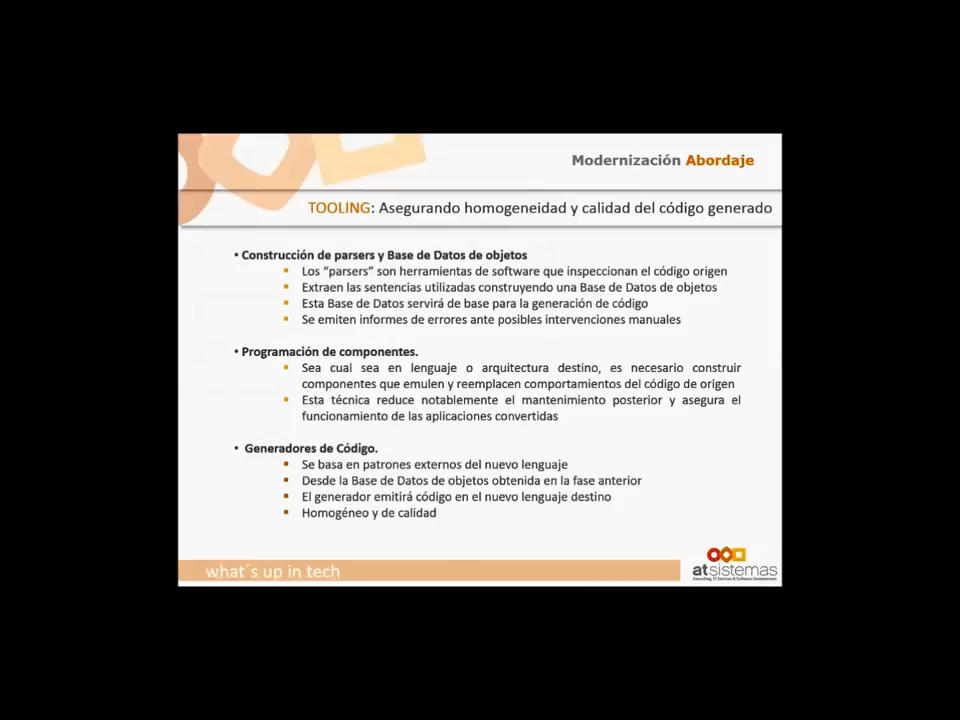 Modernización Abordaje
TOOLING: Asegurando homogeneidad y calidad del código generado
• Construcción de parsers y Base de Datos de objetos
▪ Los “parsers” son herramientas de software que inspeccionan el código origen
▪ Extraen las sentencias utilizadas construyendo una Base de Datos de objetos
▪ Esta Base de Datos servirá de base para la generación de código
▪ Se emiten informes de errores ante posibles intervenciones manuales
• Programación de componentes.
▪ Sea cual sea en lenguaje o arquitectura destino, es necesario construir
componentes que emulen y reemplacen comportamientos del código de origen
▪ Esta técnica reduce notablemente el mantenimiento posterior y asegura el
funcionamiento de las aplicaciones convertidas
• Generadores de Código.
▪ Se basa en patrones externos del nuevo lenguaje
▪ Desde la Base de Datos de objetos obtenida en la fase anterior
▪ El generador emitirá código en el nuevo lenguaje destino
▪ Homogéneo y de calidad
what´s up in tech
atsistemas
Consulting, IT Services & Software Development